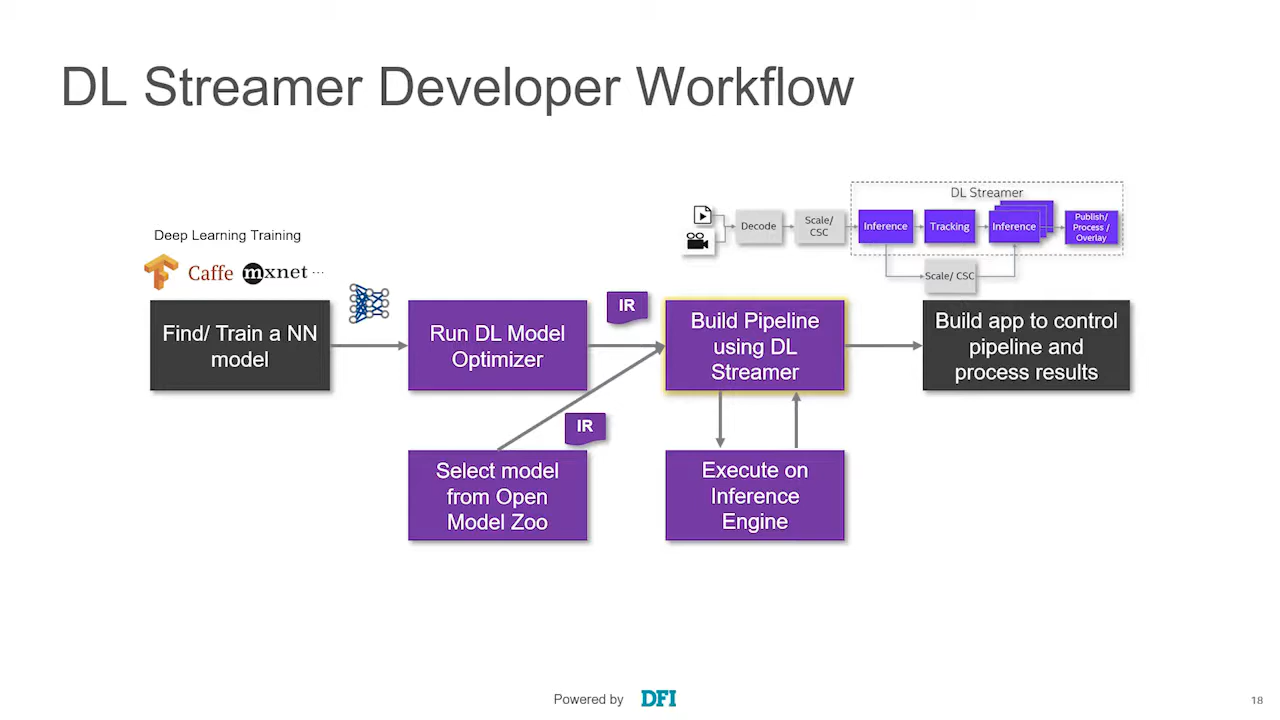 DL Streamer Developer Workflow
DL Streamer
Decode
Scale/
CSC
Inference
Tracking
Inference
Publish/
Process /
Overlay
Scale/ CSC
Deep Learning Training
Caffe mxnet ...
Find/ Train a NN
model
Run DL Model
Optimizer
IR
Build Pipeline
using DL
Streamer
Build app to control
pipeline and
process results
IR
Select model
from Open
Model Zoo
Execute on
Inference
Engine
Powered by DFI
18